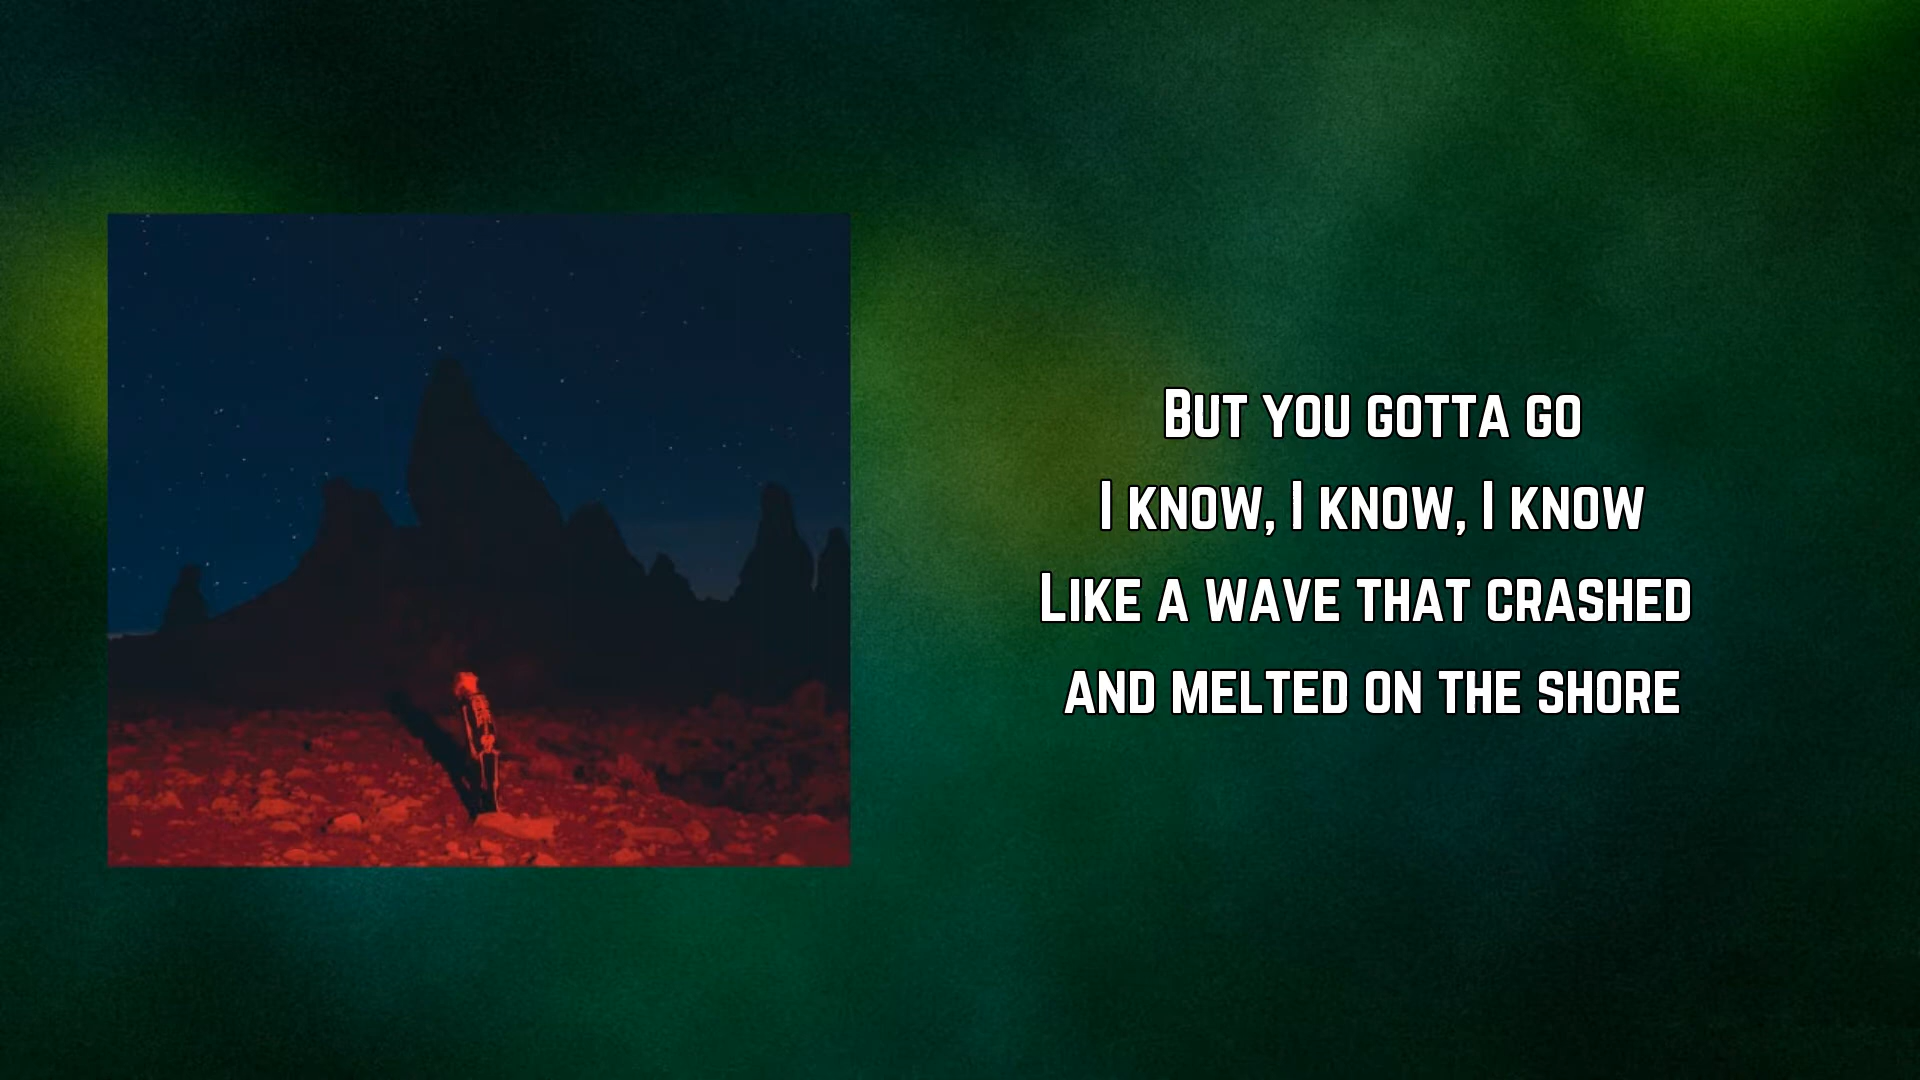 But you gotta go
I know, I know, I know
Like a wave that crashed
and melted on the shore